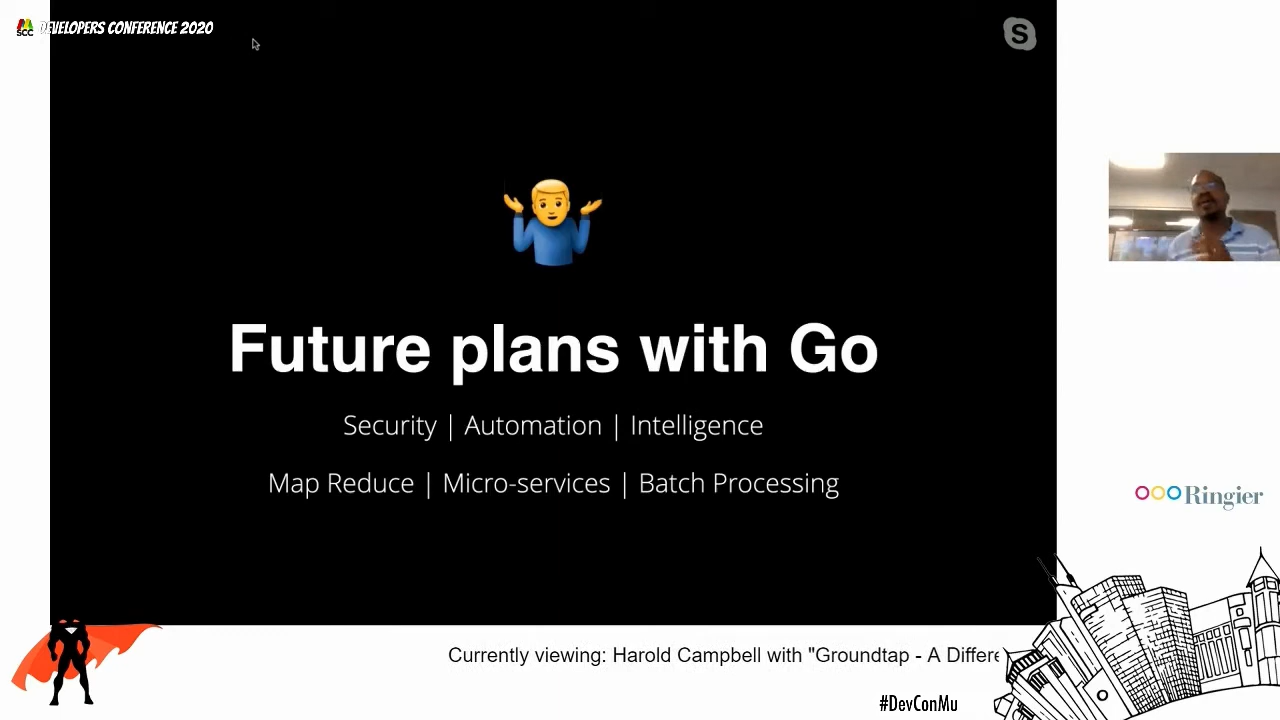 SCC
DEVELOPERS CONFERENCE 2020
S
Future plans with Go
Security | Automation | Intelligence
Map Reduce | Micro-services | Batch Processing
Ringier
Currently viewing: Harold Campbell with "Groundtap - A Differe
#DevConMu